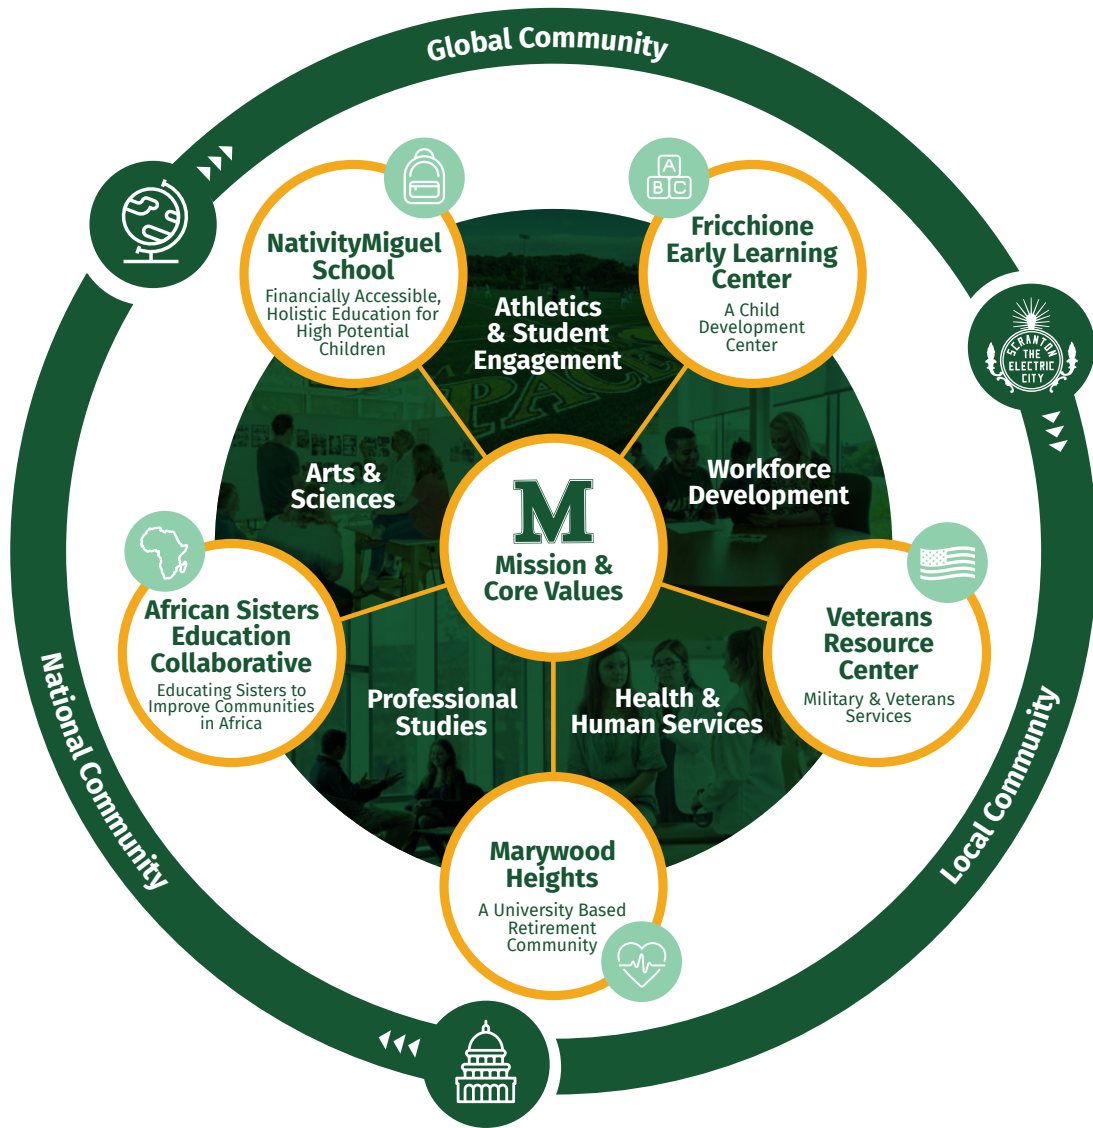 Global Community
NativityMiguel
School
Financially Accessible,
Holistic Education for
High Potential
Children
A
B C
Fricchione
Early Learning
Center
A Child
Development
Center
Athletics
& Student
Engagement
PACE
SCRANTON
THE
ELECTRIC
CITY
Arts &
Sciences
Workforce
Development
M
Mission &
Core Values
African Sisters
Education
Collaborative
Educating Sisters to
Improve Communities
in Africa
Veterans
Resource
Center
Military & Veterans
Services
Professional
Studies
Health &
Human Services
National Community
Local Community
Marywood
Heights
A University Based
Retirement
Community